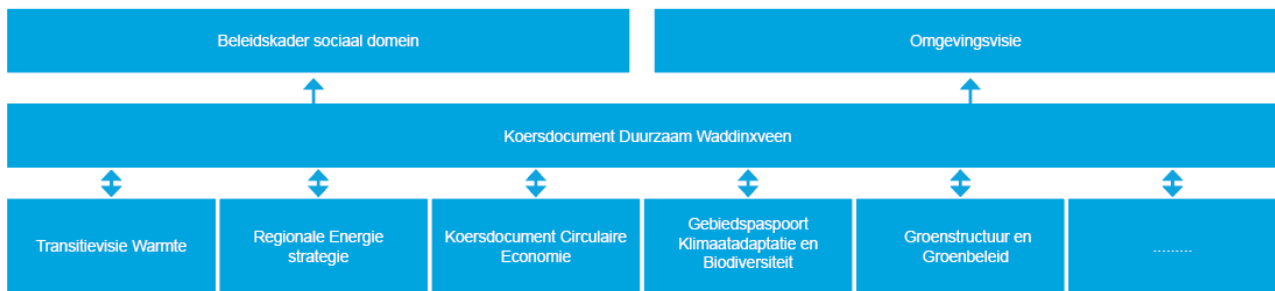 Beleidskader sociaal domein
Omgevingsvisie
Koersdocument Duurzaam Waddinxveen
Transitievisie Warmte
Regionale Energie
strategie
Koersdocument Circulaire
Economie
Gebiedspaspoort
Klimaatadaptatie en
Biodiversiteit
Groenstructuur en
Groenbeleid
.........